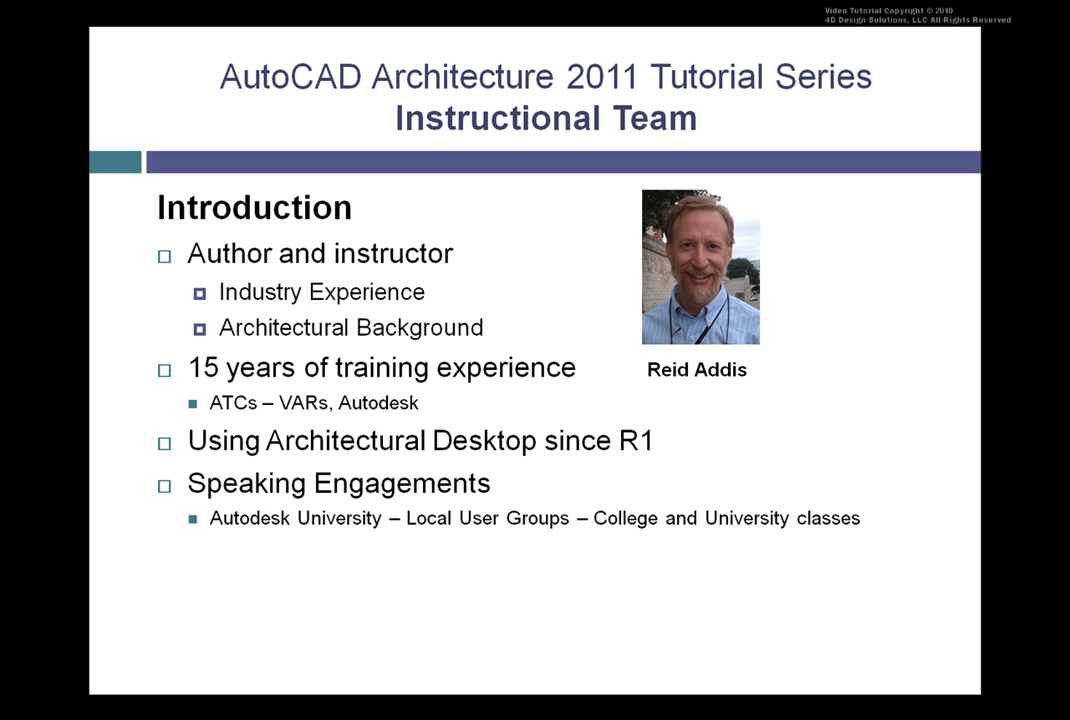 Video Tutorial Copyright © 2010
4D Design Solutions, LLC All Rights Reserved
AutoCAD Architecture 2011 Tutorial Series
Instructional Team
Introduction
Author and instructor
Industry Experience
Architectural Background
15 years of training experience
Reid Addis
ATCs – VARs, Autodesk
Using Architectural Desktop since R1
Speaking Engagements
Autodesk University – Local User Groups – College and University classes